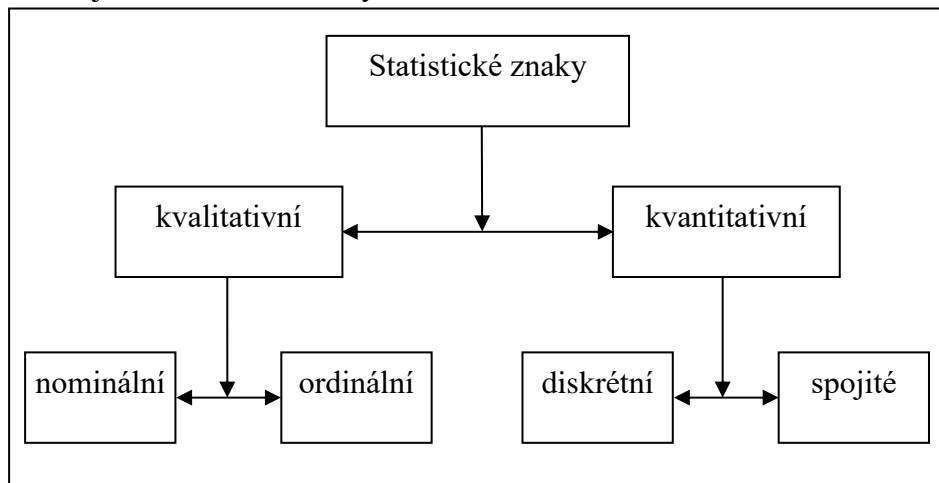 Statistické znaky
kvalitativní
kvantitativní
nominální
ordinální
diskrétní
spojité